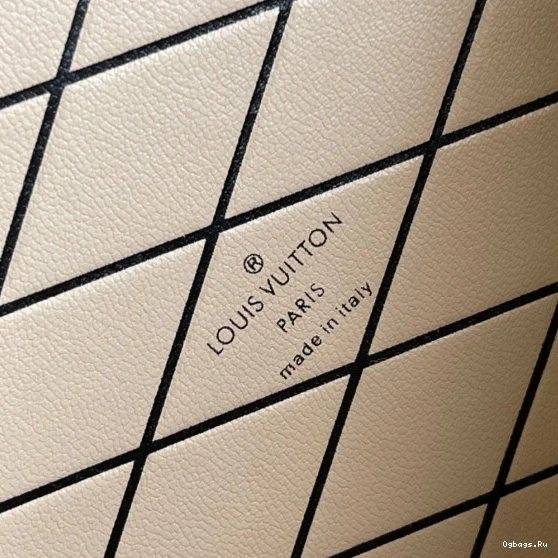 ®
LOUIS VUITTON
PARIS
made in italy
Ogbags.Ru